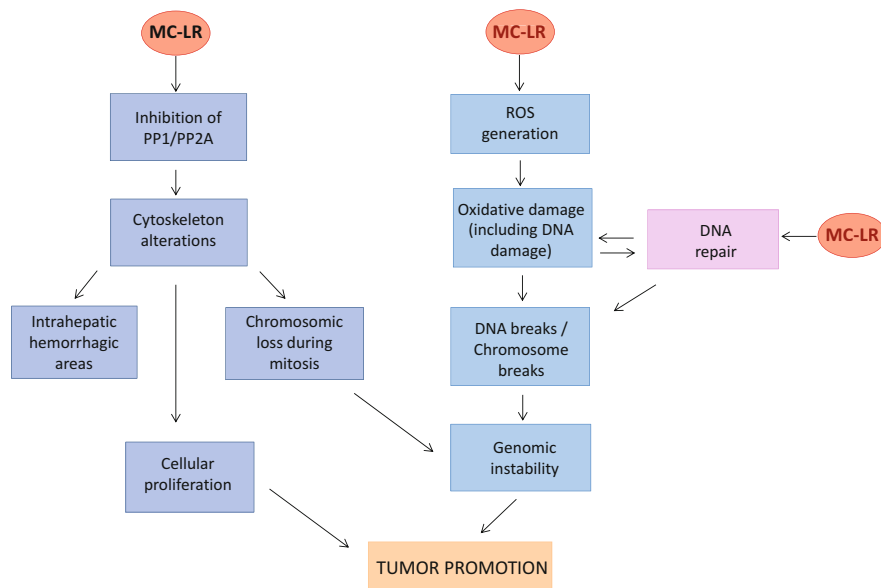 MC-LR
MC-LR
Inhibition of
PP1/PP2A
ROS
generation
Cytoskeleton
alterations
Oxidative damage
(including DNA
damage)
DNA
repair
MC-LR
Intrahepatic
hemorrhagic
areas
Chromosomic
loss during
mitosis
DNA breaks /
Chromosome
breaks
Cellular
proliferation
Genomic
instability
TUMOR PROMOTION